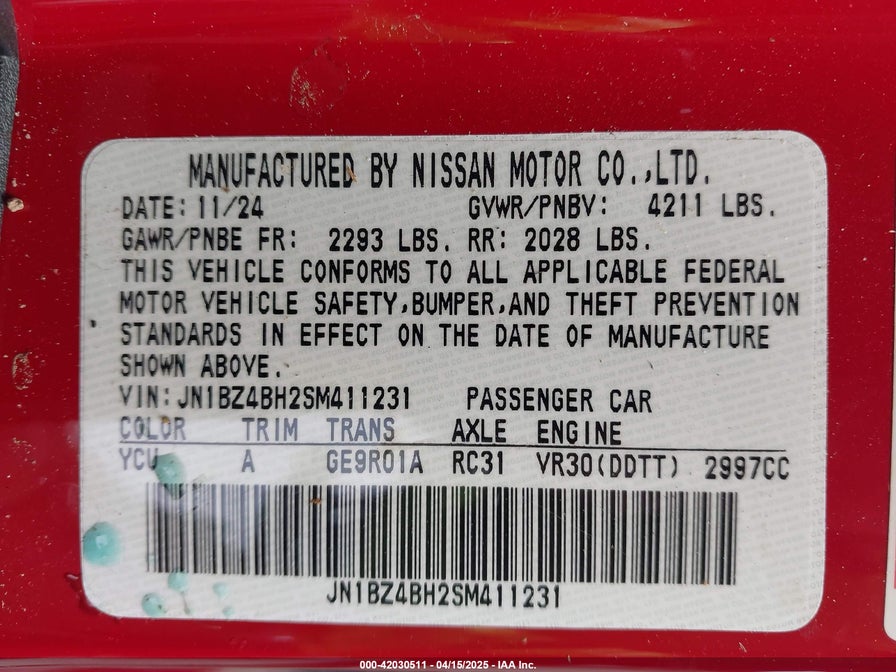 MANUFACTURED BY NISSAN MOTOR CO.,LTD.
DATE: 11/24 GVWR/PNBV: 4211 LBS.
GAWR/PNBE FR: 2293 LBS. RR: 2028 LBS.
THIS VEHICLE CONFORMS TO ALL APPLICABLE FEDERAL
MOTOR VEHICLE SAFETY,BUMPER,AND THEFT PREVENTION
STANDARDS IN EFFECT ON THE DATE OF MANUFACTURE
SHOWN ABOVE.
VIN: JN1BZ4BH2SM411231 PASSENGER CAR
COLOR TRIM TRANS AXLE ENGINE
YCU A GE9R01A RC31 VR30(DDTT) 2997CC
JN1BZ4BH2SM411231
000-42030511 - 04/15/2025 - IAA Inc.